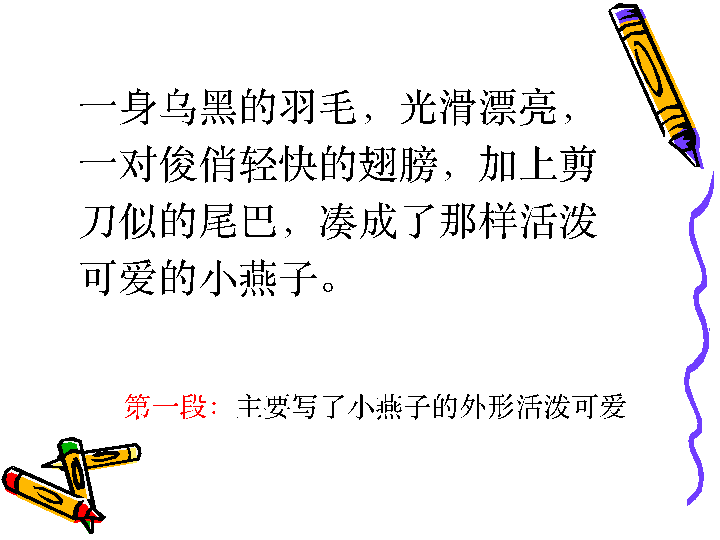 一身乌黑的羽毛，光滑漂亮，
一对俊俏轻快的翅膀，加上剪
刀似的尾巴，凑成了那样活泼
可爱的小燕子。
第一段：主要写了小燕子的外形活泼可爱